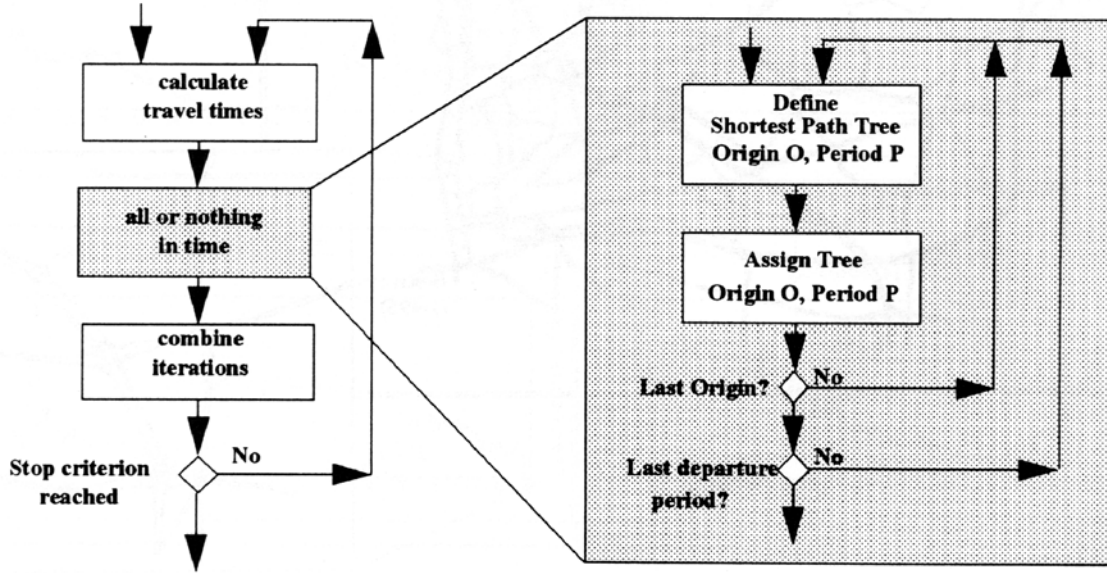 calculate
travel times
all or nothing
in time
combine
iterations
Stop criterion
reached
No
Define
Shortest Path Tree
Origin O, Period P
Assign Tree
Origin O, Period P
Last Origin?
No
Last departure
period?
No